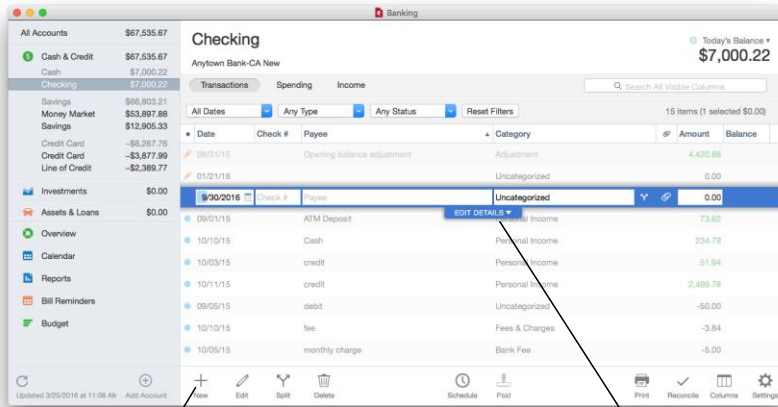 Banking
All Accounts $67,535.67
Cash & Credit $67,535.67
Cash $7,000.22
Checking $7,000.22
Savings $66,803.21
Money Market $53,897.88
Savings $12,905.33
Credit Card –$6,267.76
Credit Card –$3,877.99
Line of Credit –$2,389.77
Investments $0.00
Assets & Loans $0.00
Overview
Calendar
Reports
Bill Reminders
Budget
Updated 3/25/2016 at 11:08 AM
Add Account
Checking
Anytown Bank-CA New
Today's Balance
$7,000.22
Transactions Spending Income
Search All Visible Columns
All Dates Any Type Any Status Reset Filters 15 items (1 selected $0.00)
Date Check # Payee Category Amount Balance
08/31/15 Opening balance adjustment Adjustment 4,420.88
01/21/16 Uncategorized 0.00
9/30/2016 Check # Payee Uncategorized 0.00
EDIT DETAILS
09/01/15 ATM Deposit Personal Income 73.62
10/10/15 Cash Personal Income 234.79
10/03/15 credit Personal Income 51.94
10/11/15 credit Personal Income 2,499.78
09/05/15 debit Uncategorized -50.00
10/10/15 fee Fees & Charges -3.84
10/05/15 monthly charge Bank Fee -5.00
New Edit Split Delete Schedule Paid Print Reconcile Columns Settings